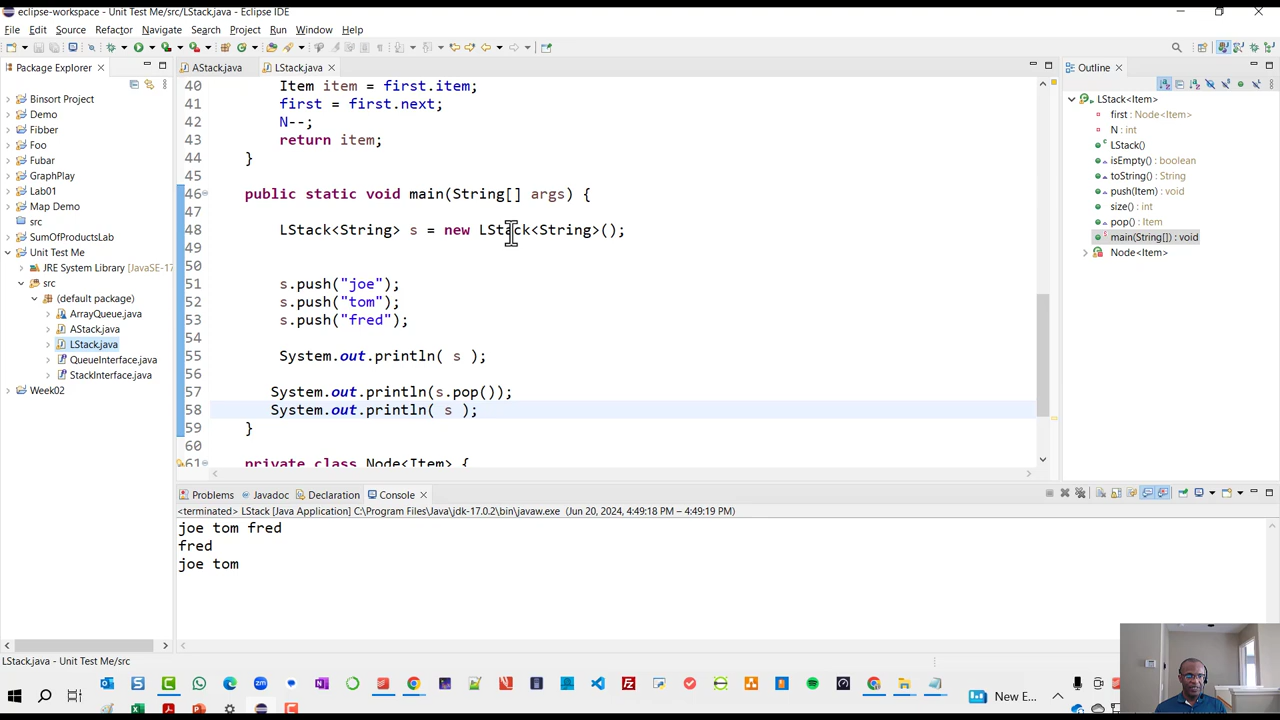 eclipse-workspace - Unit Test Me/src/LStack.java - Eclipse IDE
File Edit Source Refactor Navigate Search Project Run Window Help
Package Explorer
AStack.java LStack.java
Outline
Binsort Project
Demo
Fibber
Foo
Fubar
GraphPlay
Lab01
Map Demo
src
SumOfProductsLab
Unit Test Me
JRE System Library [JavaSE-17
src
(default package)
ArrayQueue.java
AStack.java
LStack.java
QueueInterface.java
StackInterface.java
Week02
40 Item item = first.item;
41 first = first.next;
42 N--;
43 return item;
44 }
45
46 public static void main(String[] args) {
47
48 LStack<String> s = new LStack<String>();
49
50
51 s.push("joe");
52 s.push("tom");
53 s.push("fred");
54
55 System.out.println( s );
56
57 System.out.println(s.pop());
58 System.out.println( s );
59 }
60
61 private class Node<Item> {
LStack<Item>
first : Node<Item>
N : int
LStack()
isEmpty() : boolean
toString() : String
push(Item) : void
size() : int
pop() : Item
main(String[]) : void
Node<Item>
Problems Javadoc Declaration Console
<terminated> LStack [Java Application] C:\Program Files\Java\jdk-17.0.2\bin\javaw.exe (Jun 20, 2024, 4:49:18 PM – 4:49:19 PM)
joe tom fred
fred
joe tom
LStack.java - Unit Test Me/src
New E...